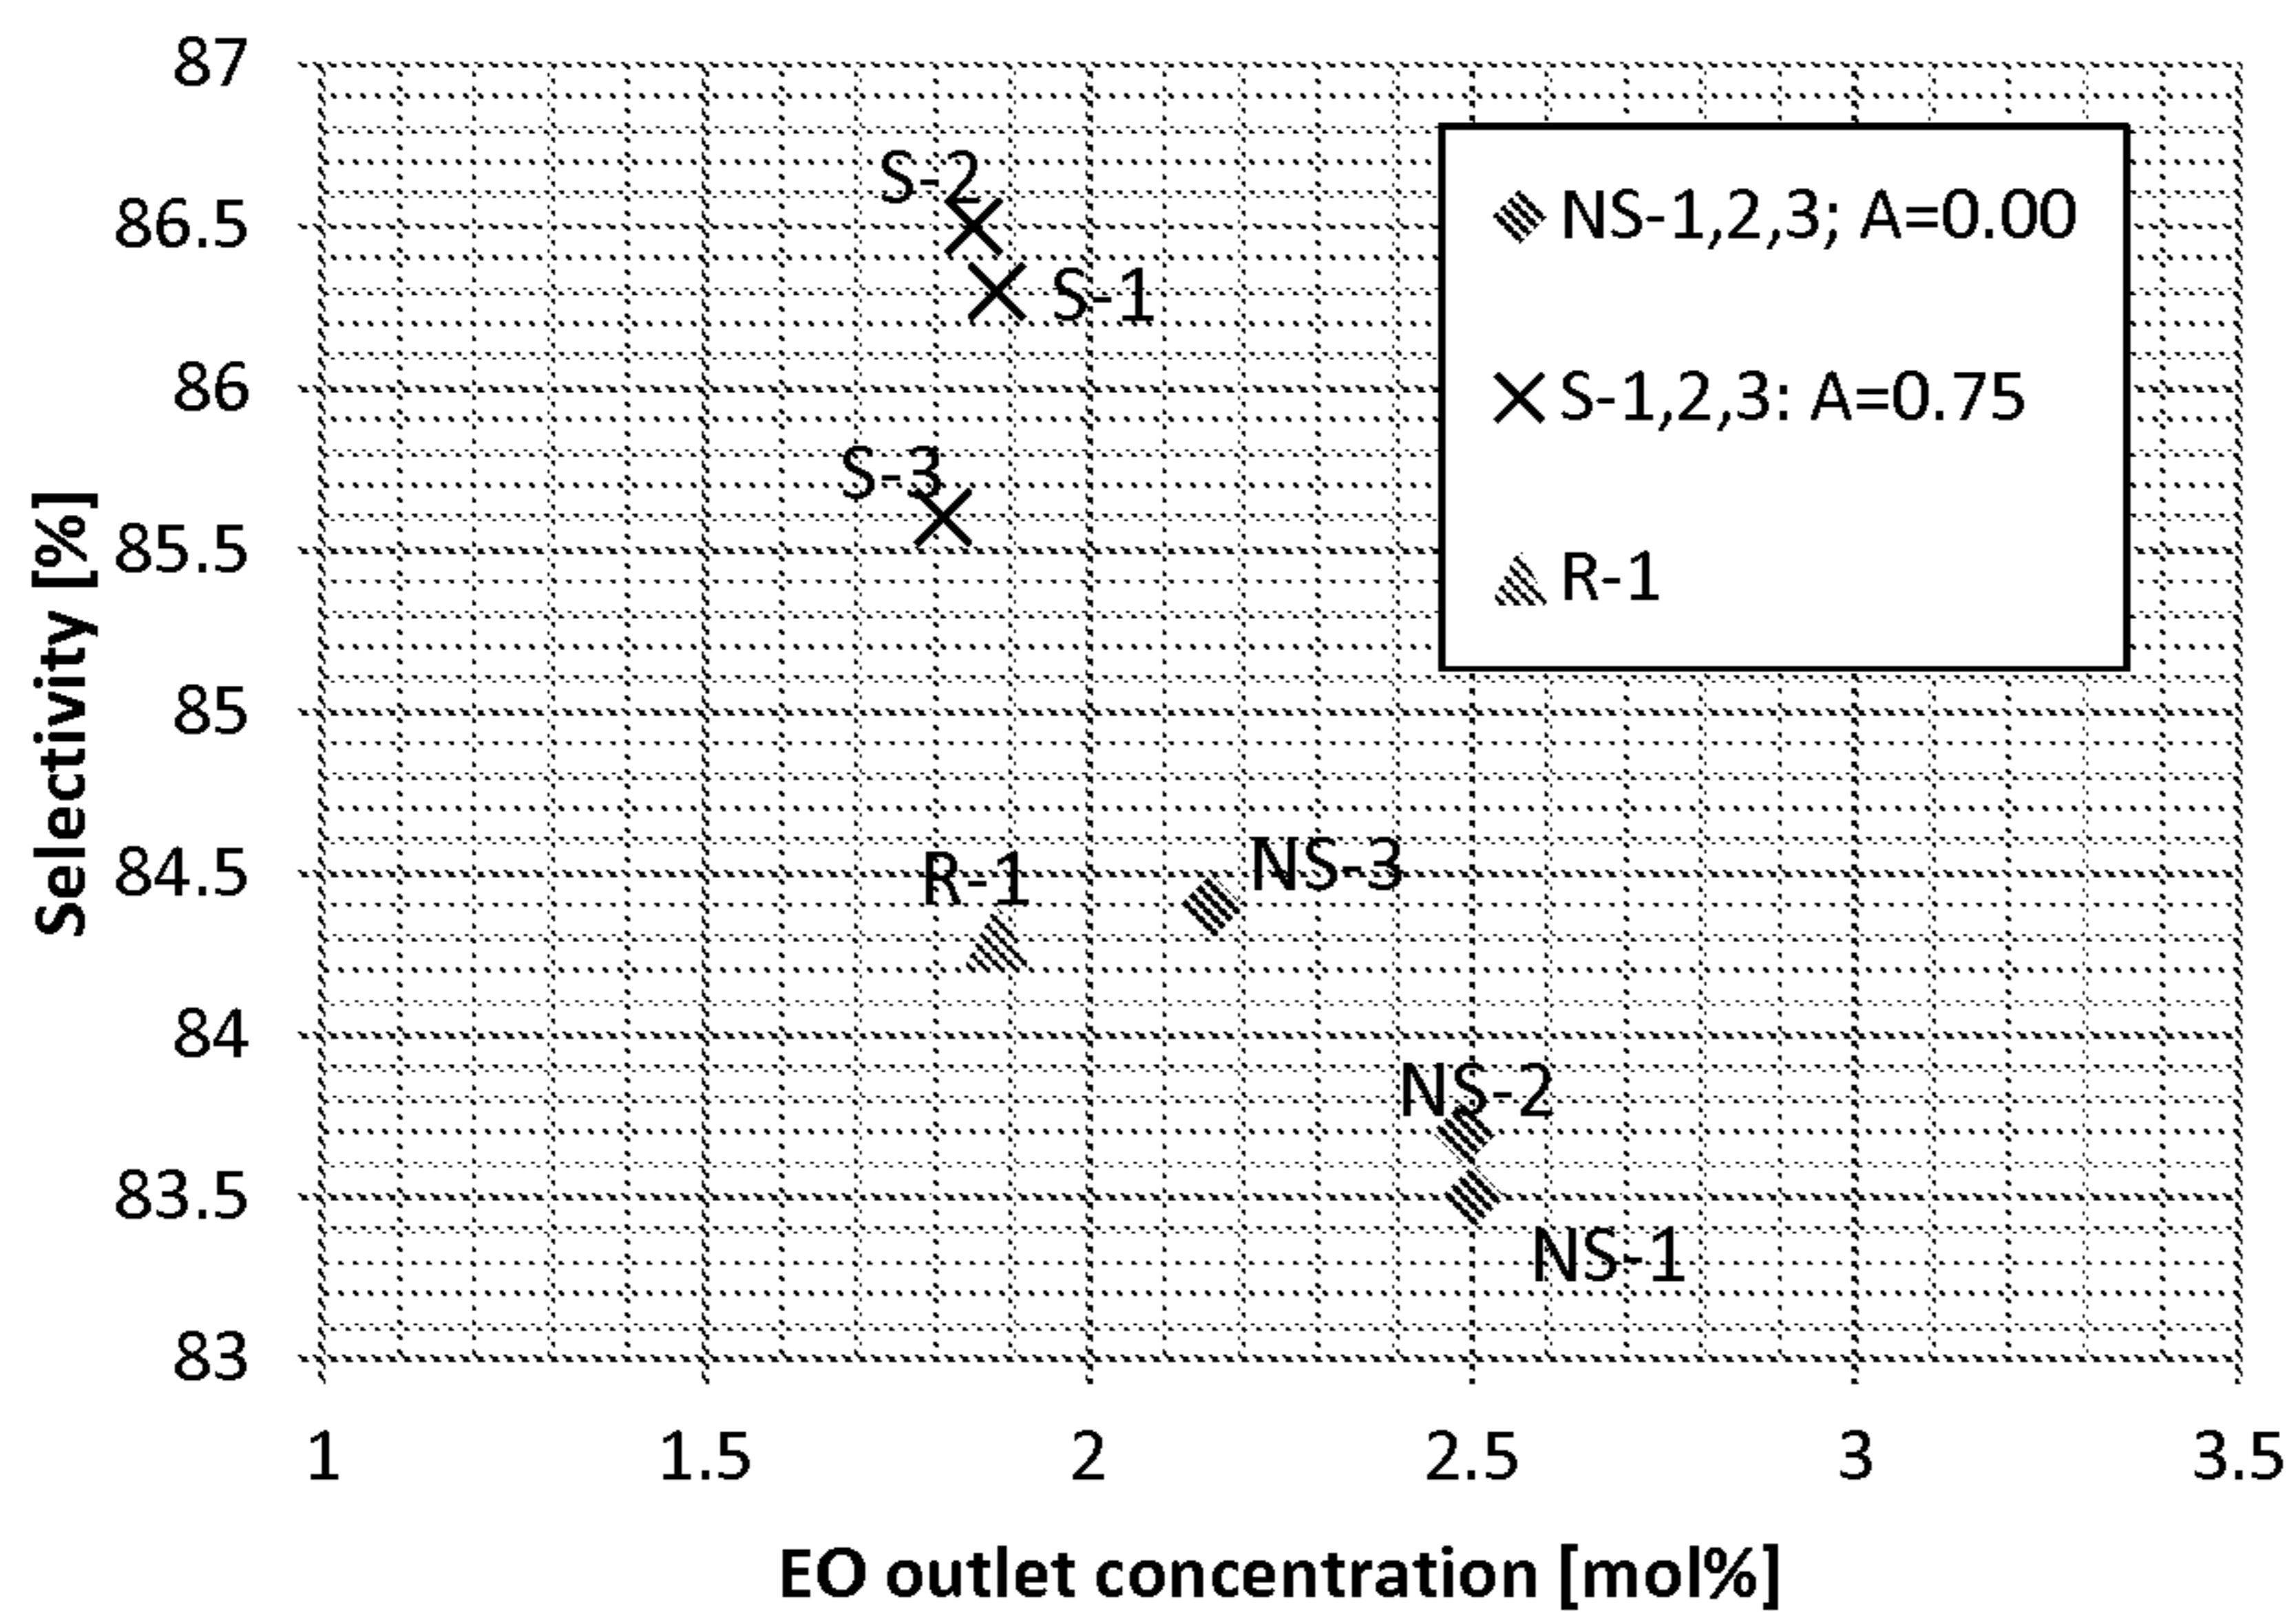 87
86.5
86
85.5
85
84.5
84
83.5
83
Selectivity [%]
S-2
S-1
S-3
R-1
NS-3
NS-2
NS-1
NS-1,2,3; A=0.00
S-1,2,3: A=0.75
R-1
1 1.5 2 2.5 3 3.5
EO outlet concentration [mol%]